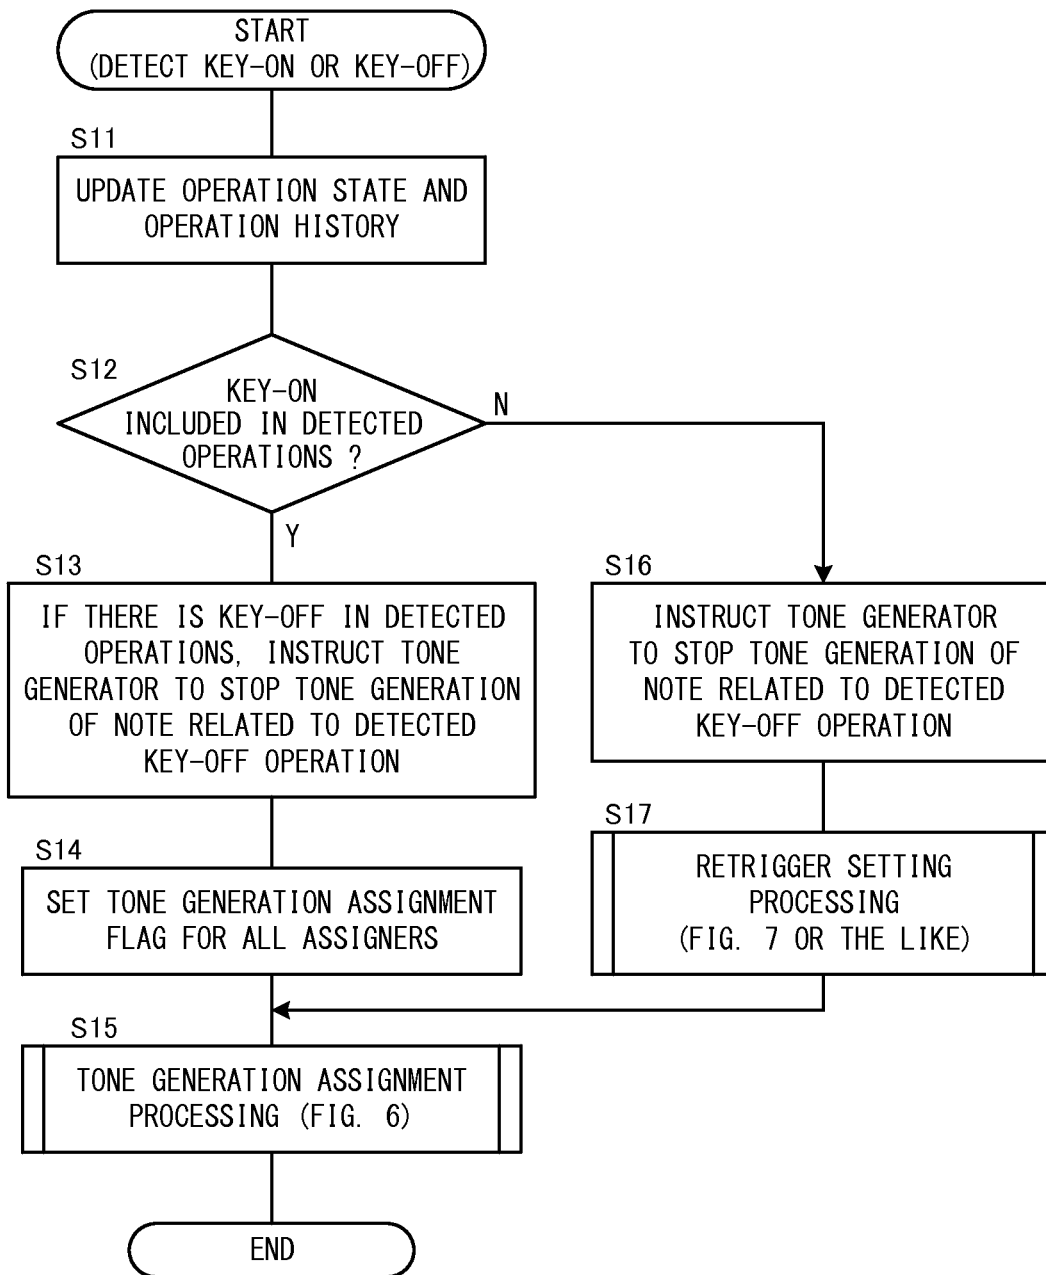 START
(DETECT KEY-ON OR KEY-OFF)
S11
UPDATE OPERATION STATE AND
OPERATION HISTORY
S12
KEY-ON
INCLUDED IN DETECTED
OPERATIONS ?
N
Y
S13
IF THERE IS KEY-OFF IN DETECTED
OPERATIONS, INSTRUCT TONE
GENERATOR TO STOP TONE GENERATION
OF NOTE RELATED TO DETECTED
KEY-OFF OPERATION
S16
INSTRUCT TONE GENERATOR
TO STOP TONE GENERATION OF
NOTE RELATED TO DETECTED
KEY-OFF OPERATION
S14
SET TONE GENERATION ASSIGNMENT
FLAG FOR ALL ASSIGNERS
S17
RETRIGGER SETTING
PROCESSING
(FIG. 7 OR THE LIKE)
S15
TONE GENERATION ASSIGNMENT
PROCESSING (FIG. 6)
END